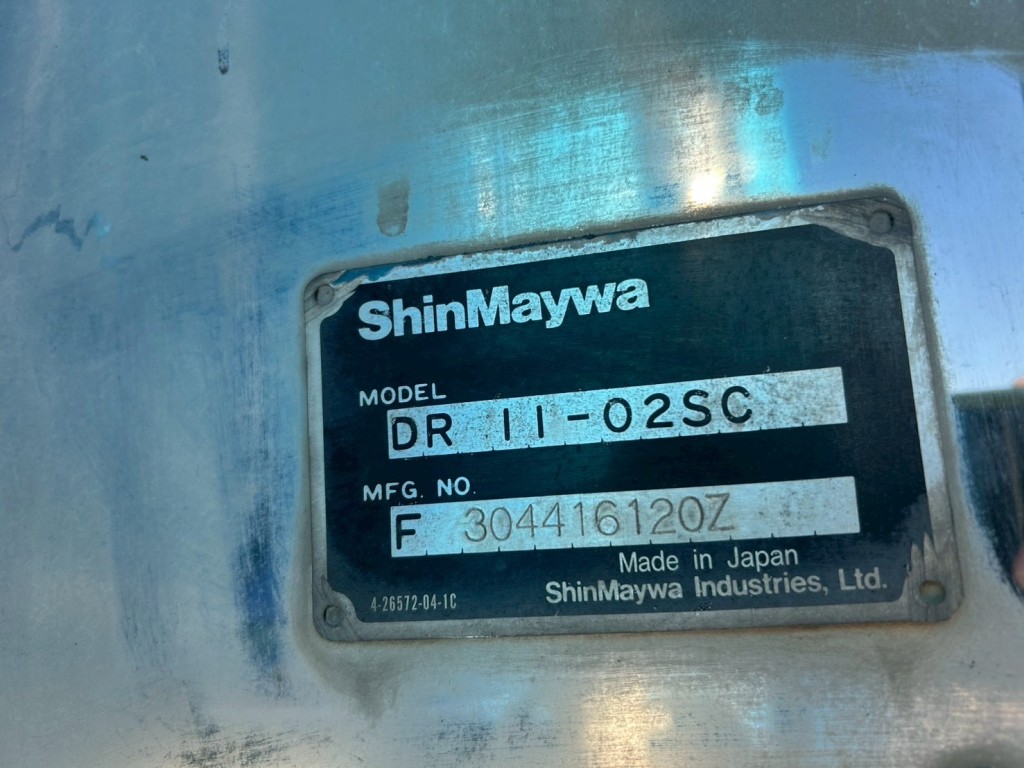 ShinMaywa
MODEL
DR 11-02SC
MFG. NO.
F 304416120Z
Made in Japan
ShinMaywa Industries, Ltd.
4-26572-04-1C